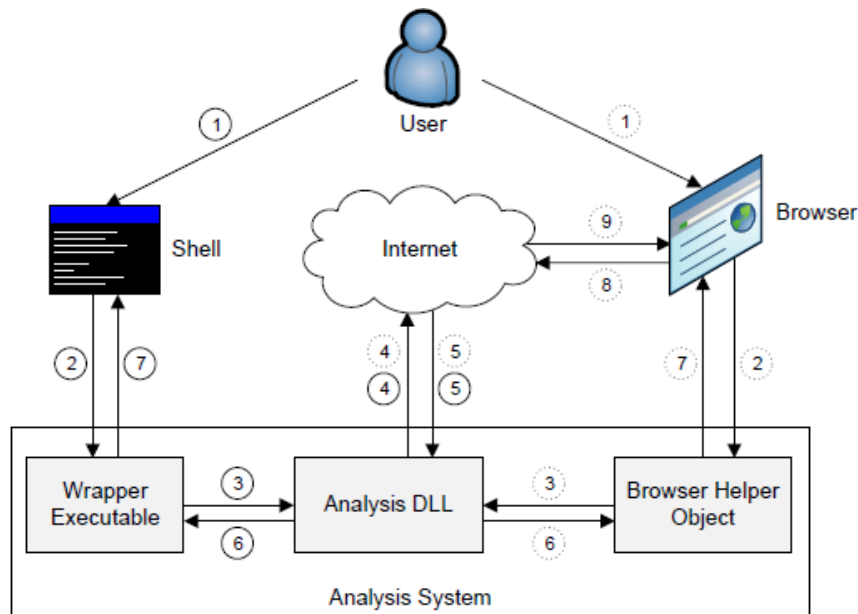 User
1
1
Shell
Internet
9
8
Browser
2
7
4
5
4
5
7
2
Wrapper
Executable
3
6
Analysis DLL
3
6
Browser Helper
Object
Analysis System